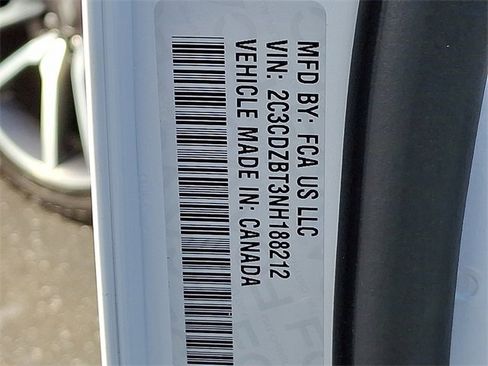 MFD BY: FCA US LLC
VIN: 2C3CDZBT3NH188212
VEHICLE MADE IN: CANADA